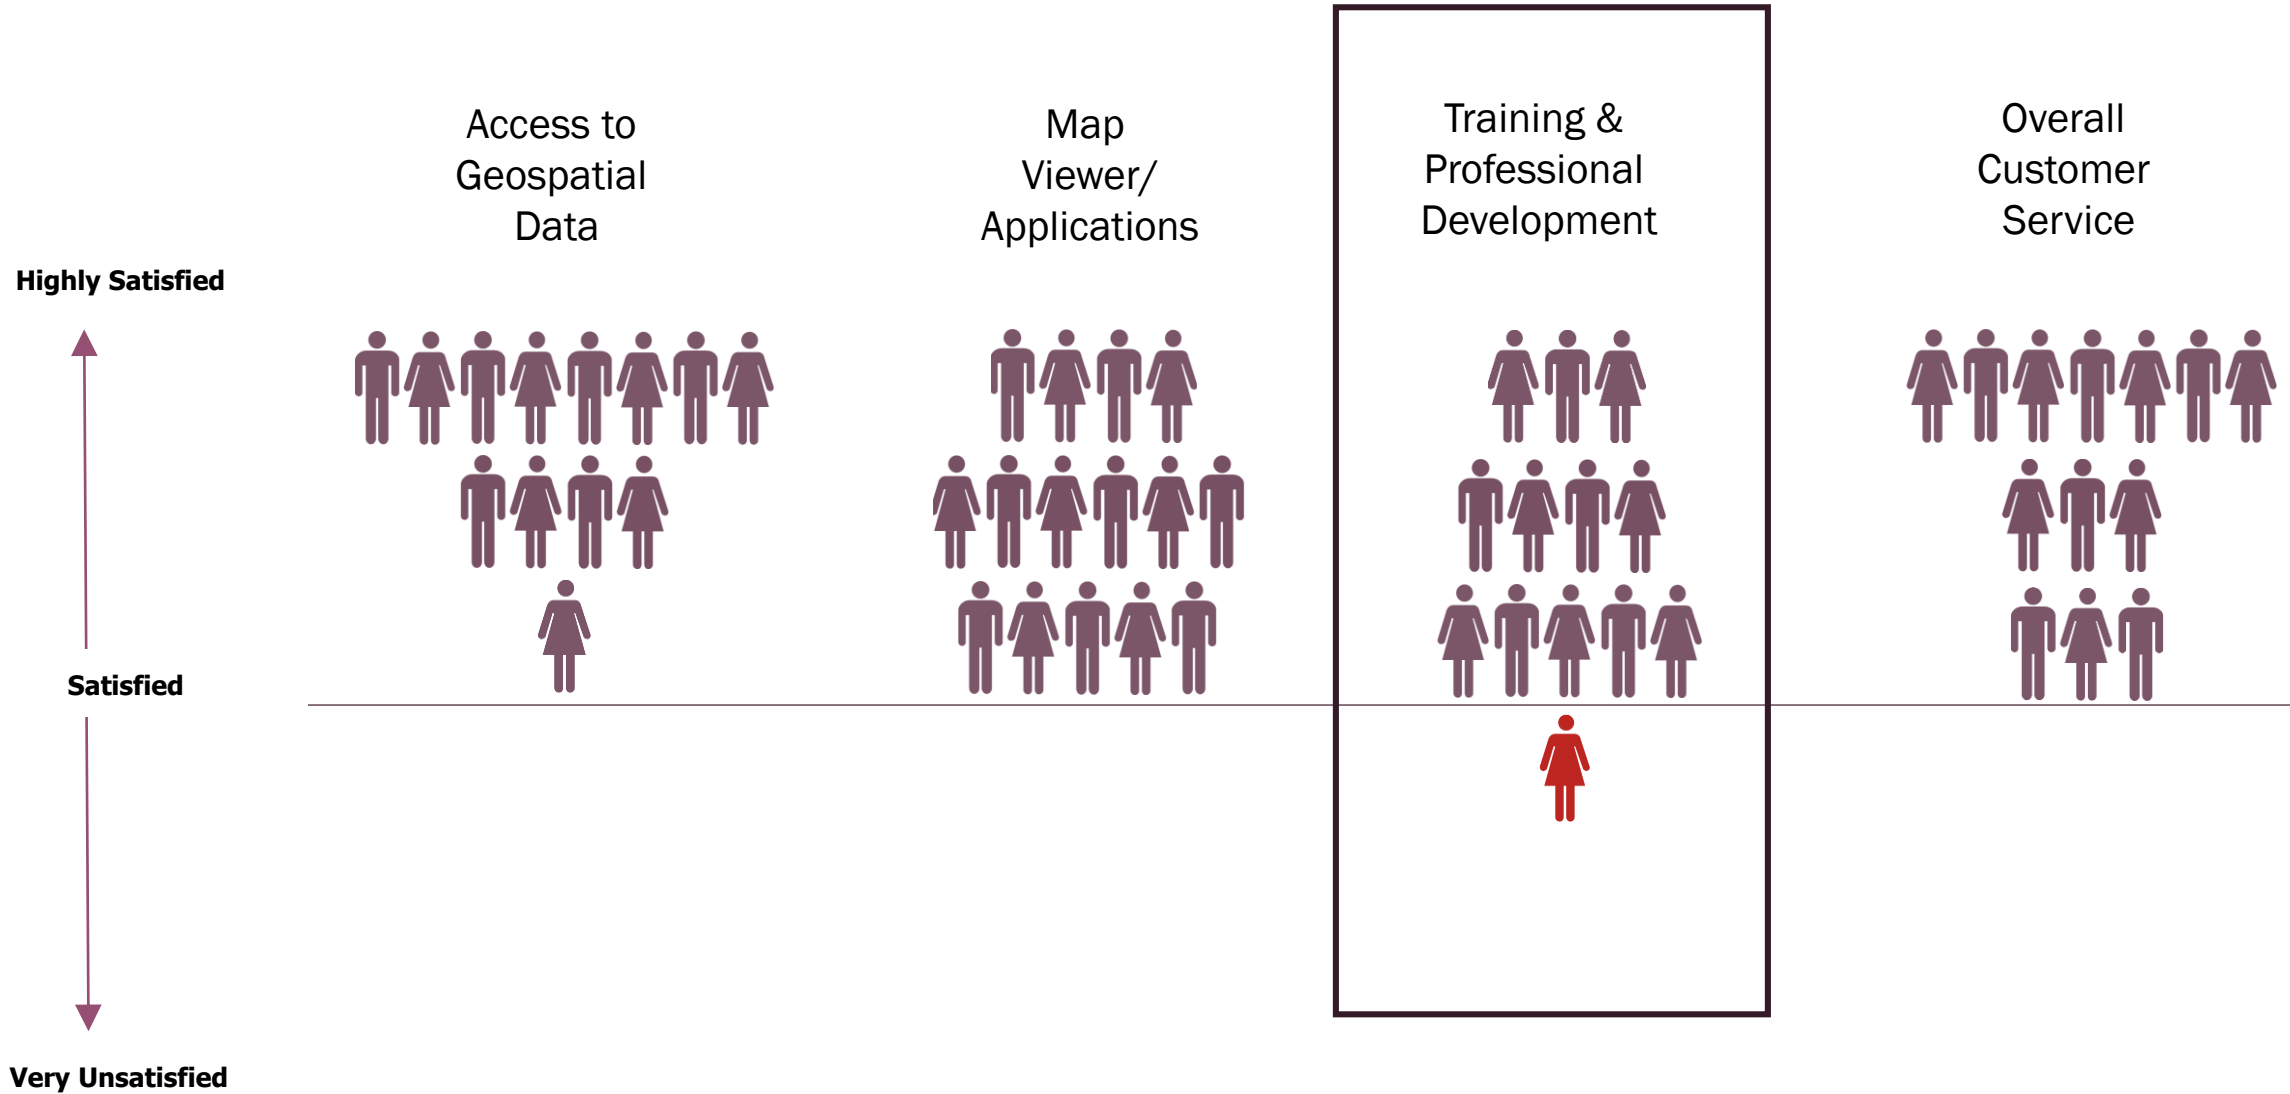 Access to
Geospatial
Data
Map
Viewer/
Applications
Training &
Professional
Development
Overall
Customer
Service
Highly Satisfied
Satisfied
Very Unsatisfied